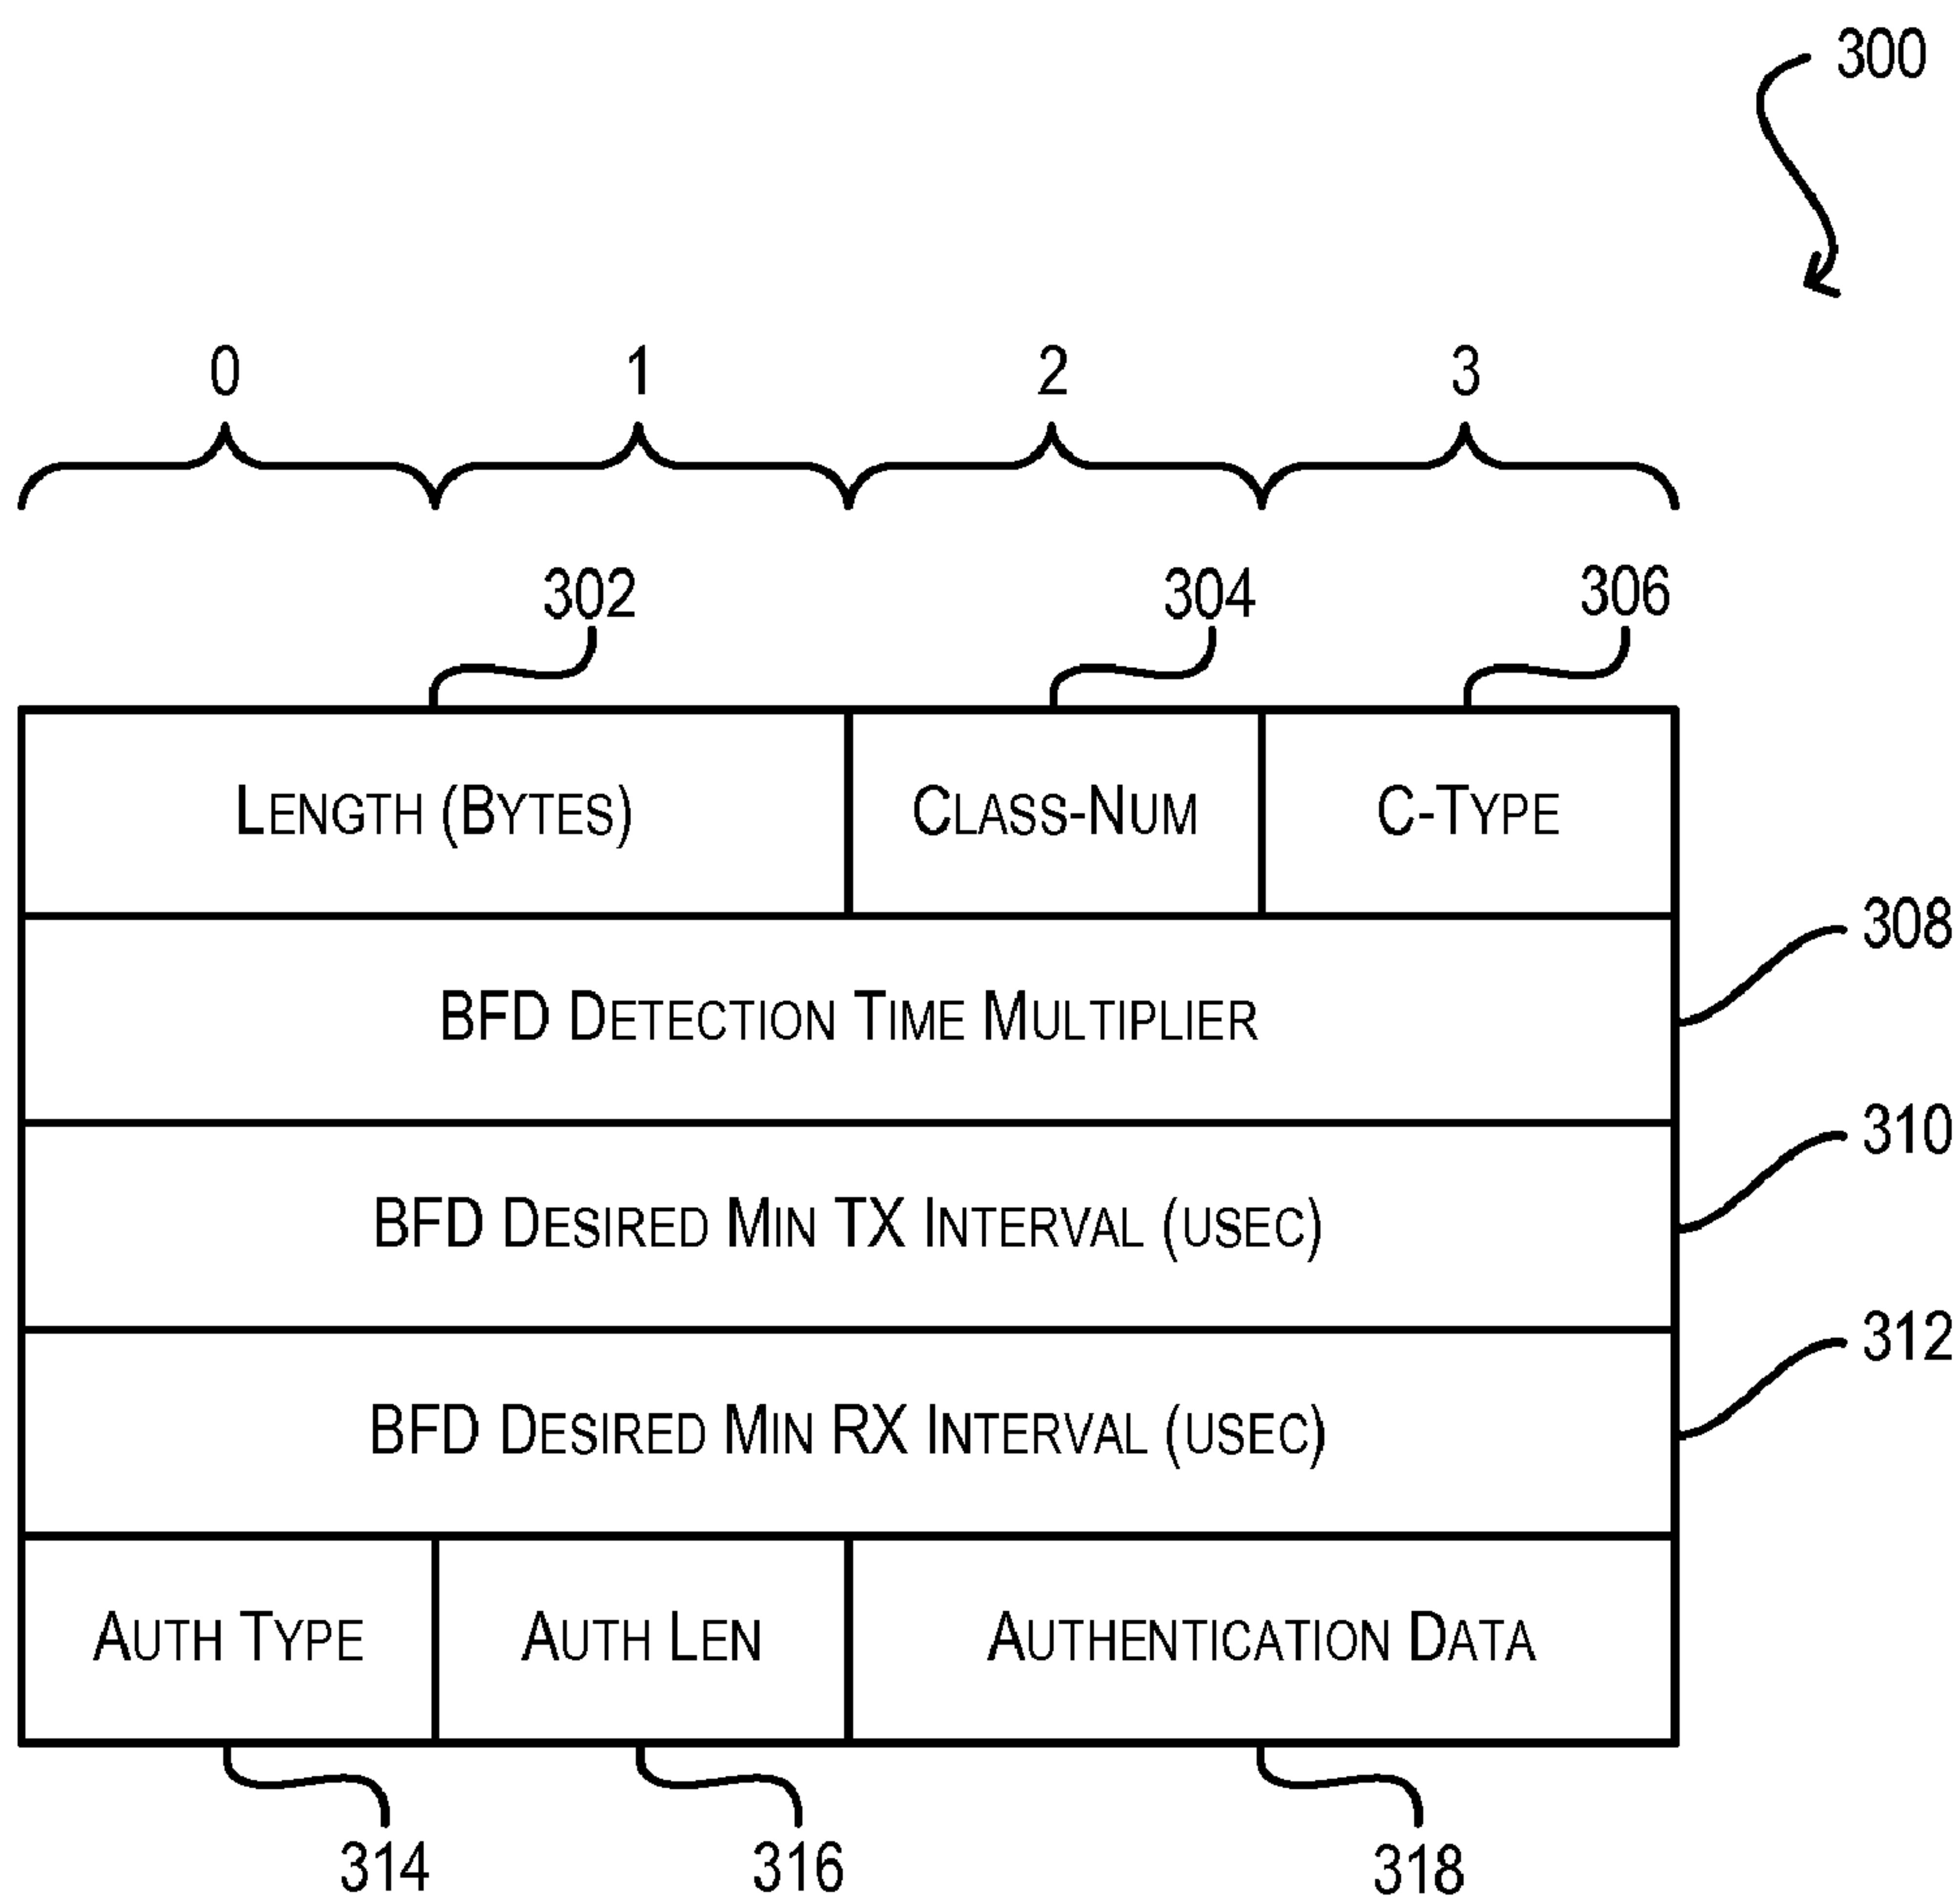 300
0 1 2 3
302 304 306
LENGTH (BYTES) CLASS-NUM C-TYPE
308
BFD DETECTION TIME MULTIPLIER
310
BFD DESIRED MIN TX INTERVAL (USEC)
312
BFD DESIRED MIN RX INTERVAL (USEC)
AUTH TYPE AUTH LEN AUTHENTICATION DATA
314 316 318